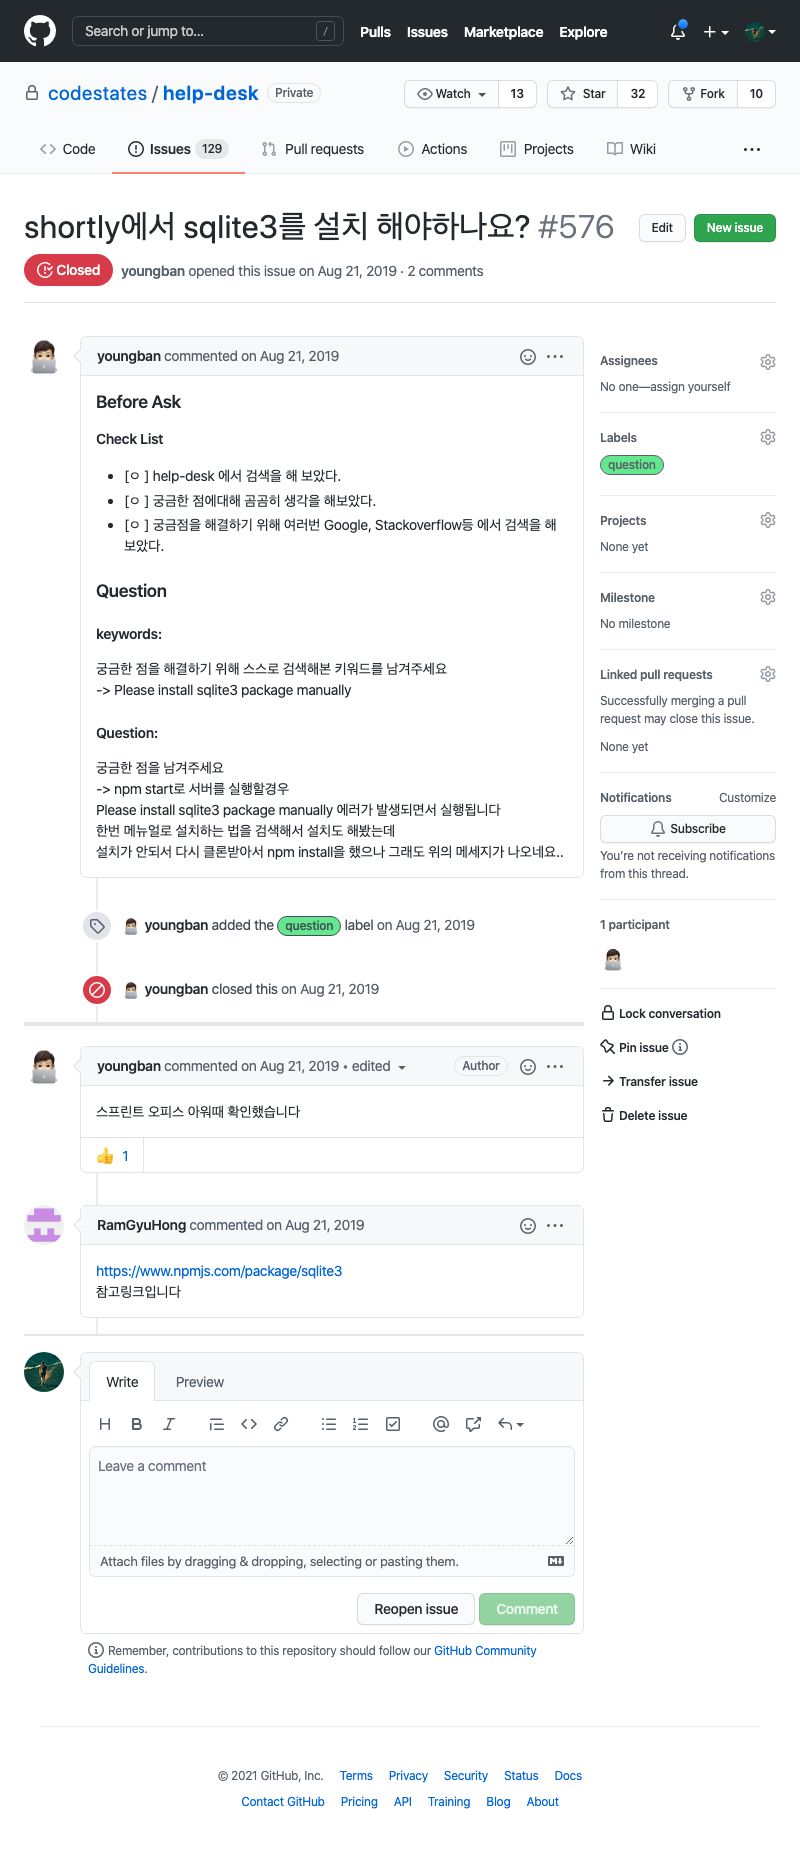 Search or jump to... /
Pulls Issues Marketplace Explore
codestates / help-desk Private
Watch 13 Star 32 Fork 10
Code Issues 129 Pull requests Actions Projects Wiki
shortly에서 sqlite3를 설치 해야하나요? #576
Edit New issue
Closed youngban opened this issue on Aug 21, 2019 · 2 comments
youngban commented on Aug 21, 2019
Before Ask
Check List
• [ㅇ ] help-desk 에서 검색을 해 보았다.
• [ㅇ ] 궁금한 점에대해 곰곰히 생각을 해보았다.
• [ㅇ ] 궁금점을 해결하기 위해 여러번 Google, Stackoverflow등 에서 검색을 해
보았다.
Question
keywords:
궁금한 점을 해결하기 위해 스스로 검색해본 키워드를 남겨주세요
-> Please install sqlite3 package manually
Question:
궁금한 점을 남겨주세요
-> npm start로 서버를 실행할경우
Please install sqlite3 package manually 에러가 발생되면서 실행됩니다
한번 메뉴얼로 설치하는 법을 검색해서 설치도 해봤는데
설치가 안되서 다시 클론받아서 npm install을 했으나 그래도 위의 메세지가 나오네요..
youngban added the question label on Aug 21, 2019
youngban closed this on Aug 21, 2019
youngban commented on Aug 21, 2019 • edited Author
스프린트 오피스 아워때 확인했습니다
👍 1
RamGyuHong commented on Aug 21, 2019
https://www.npmjs.com/package/sqlite3
참고링크입니다
Write Preview
H B I
Leave a comment
Attach files by dragging & dropping, selecting or pasting them.
Reopen issue Comment
Remember, contributions to this repository should follow our GitHub Community
Guidelines.
Assignees
No one—assign yourself
Labels
question
Projects
None yet
Milestone
No milestone
Linked pull requests
Successfully merging a pull
request may close this issue.
None yet
Notifications Customize
Subscribe
You're not receiving notifications
from this thread.
1 participant
Lock conversation
Pin issue
Transfer issue
Delete issue
© 2021 GitHub, Inc. Terms Privacy Security Status Docs
Contact GitHub Pricing API Training Blog About